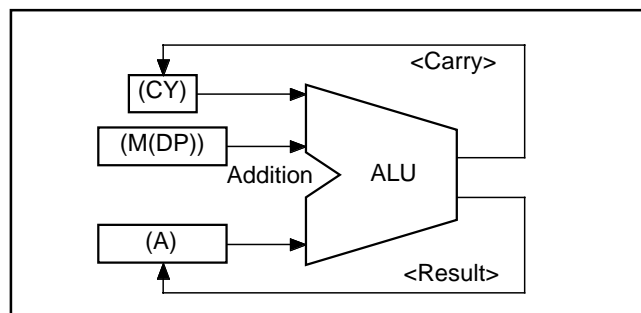 <Carry>
(CY)
(M(DP))
Addition
ALU
(A)
<Result>